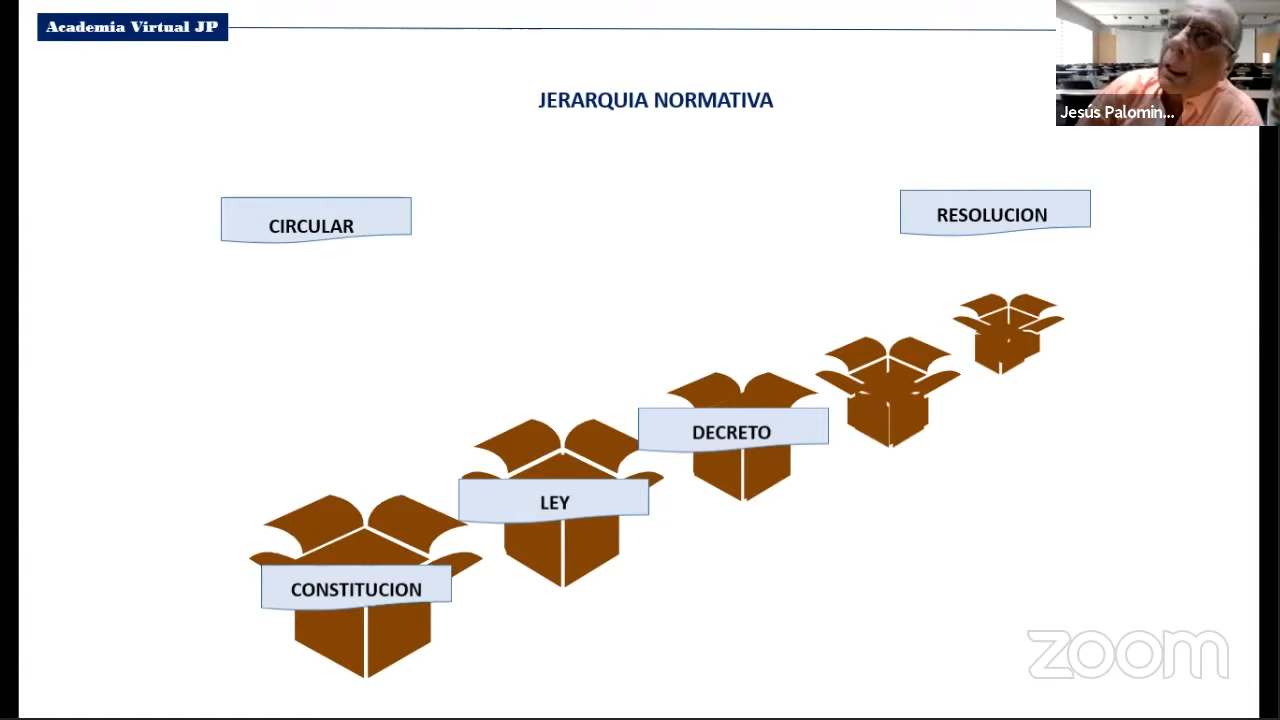 Academia Virtual JP
JERARQUIA NORMATIVA
Jesús Palomin...
CIRCULAR
RESOLUCION
DECRETO
LEY
CONSTITUCION
zoom